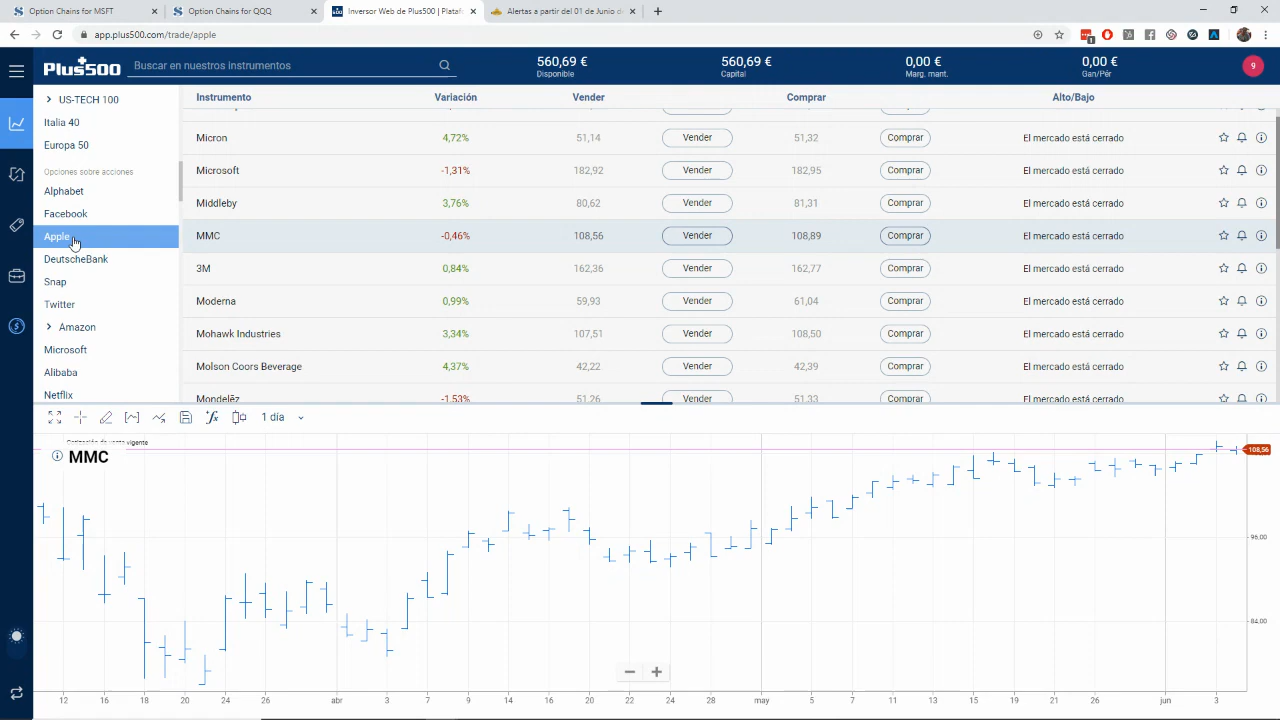 Option Chains for MSFT
Option Chains for QQQ
Inversor Web de Plus500 | Plataf
Alertas a partir del 01 de Junio de
app.plus500.com/trade/apple
1
Plus500
Buscar en nuestros instrumentos
560,69 € 560,69 € 0,00 € 0,00 €
Disponible Capital Marg. mant. Gan/Pér
9
US-TECH 100
Italia 40
Europa 50
Opciones sobre acciones
Alphabet
Facebook
Apple
DeutscheBank
Snap
Twitter
Amazon
Microsoft
Alibaba
Netflix
Instrumento Variación Vender Comprar Alto/Bajo
Micron 4,72% 51,14 Vender 51,32 Comprar El mercado está cerrado
Microsoft -1,31% 182,92 Vender 182,95 Comprar El mercado está cerrado
Middleby 3,76% 80,62 Vender 81,31 Comprar El mercado está cerrado
MMC -0,46% 108,56 Vender 108,89 Comprar El mercado está cerrado
3M 0,84% 162,36 Vender 162,77 Comprar El mercado está cerrado
Moderna 0,99% 59,93 Vender 61,04 Comprar El mercado está cerrado
Mohawk Industries 3,34% 107,51 Vender 108,50 Comprar El mercado está cerrado
Molson Coors Beverage 4,37% 42,22 Vender 42,39 Comprar El mercado está cerrado
Mondelēz -1,53% 51,26 Vender 51,33 Comprar El mercado está cerrado
1 día
Cotización de venta vigente
MMC
108,56
96,00
84,00
12 16 18 20 24 26 abr 3 7 9 14 16 20 22 24 28 may 5 7 11 13 15 19 21 26 28 jun 3